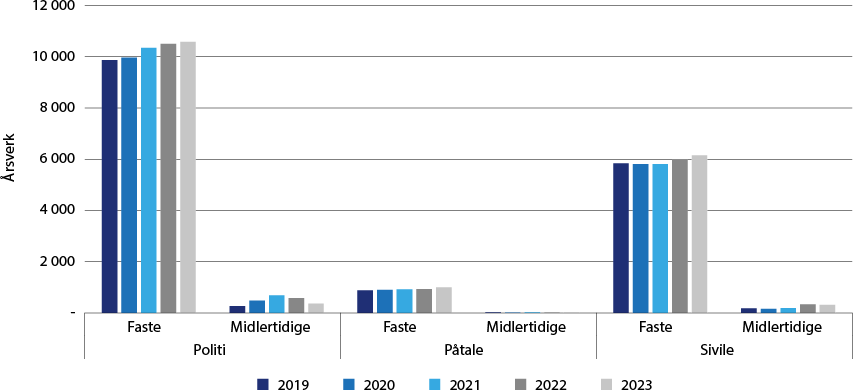 12 000
10 000
8 000
6 000
4 000
2 000
-
Årsverk
Faste Midlertidige Faste Midlertidige Faste Midlertidige
Politi Påtale Sivile
2019 2020 2021 2022 2023